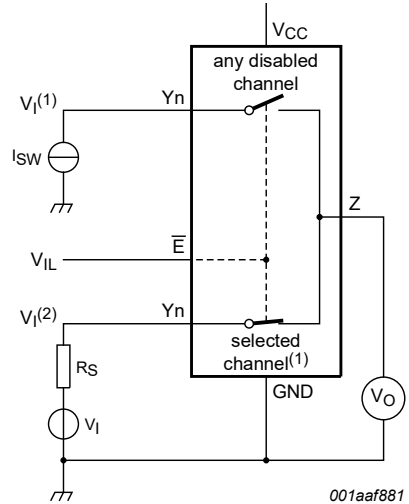 VCC
any disabled
channel
VI(1)
Yn
ISW
Z
E
VIL
VI(2)
Yn
selected
channel(1)
RS
GND
VO
VI
001aaf881